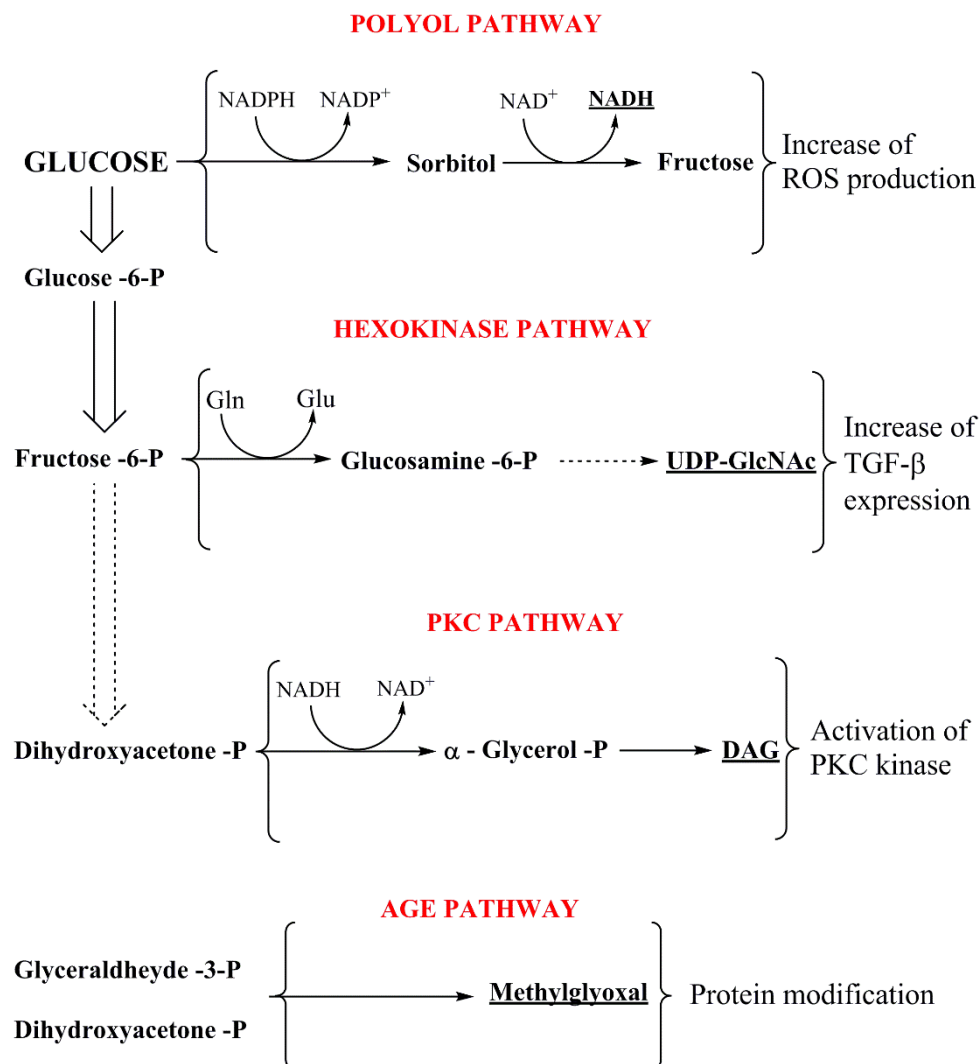 POLYOL PATHWAY
NADPH NADP+ NAD+ NADH
GLUCOSE Sorbitol Fructose
Increase of
ROS production
Glucose -6-P
HEXOKINASE PATHWAY
Gln Glu
Fructose -6-P Glucosamine -6-P UDP-GlcNAc
Increase of
TGF-β
expression
PKC PATHWAY
NADH NAD+
Dihydroxyacetone -P α - Glycerol -P DAG
Activation of
PKC kinase
AGE PATHWAY
Glyceraldheyde -3-P
Methylglyoxal Protein modification
Dihydroxyacetone -P